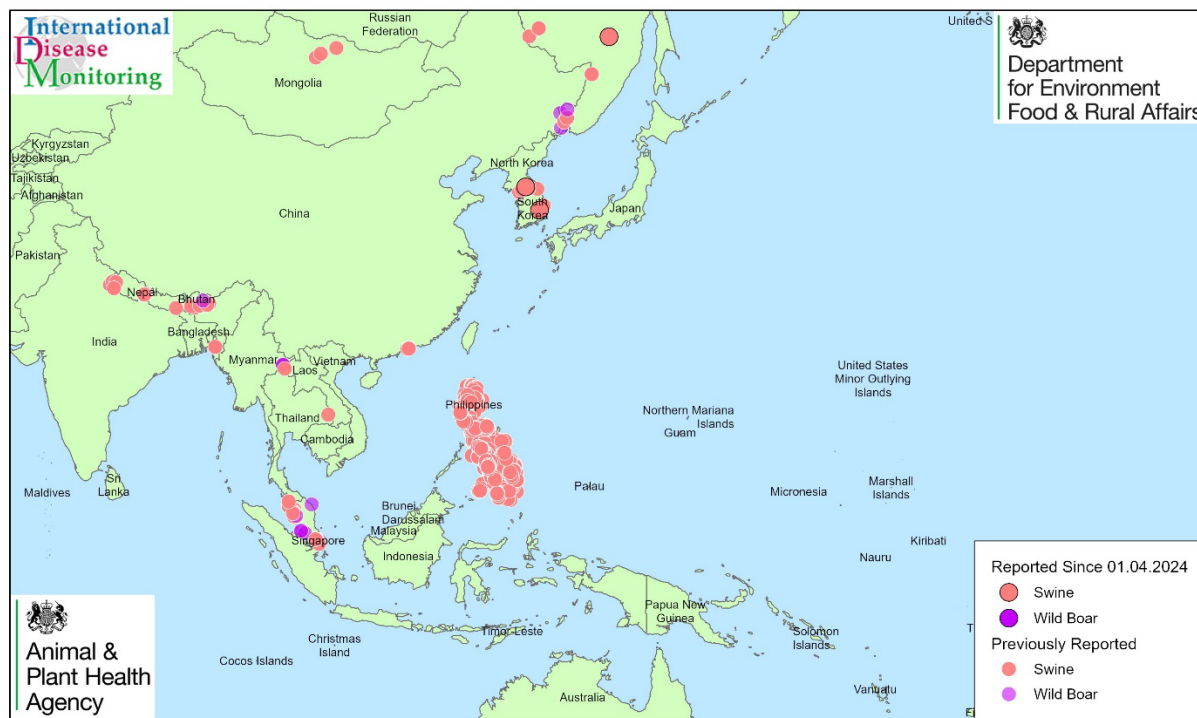 International
Disease
Monitoring
Russian
Federation
United S
Department
for Environment
Food & Rural Affairs
Mongolia
Kyrgyzstan
Uzbekistan
Tajikistan
Afghanistan
North Korea
South
Korea
Japan
China
Pakistan
Nepal
Bhutan
Bangladesh
India
Myanmar
Vietnam
Laos
United States
Minor Outlying
Islands
Thailand
Philippines
Northern Mariana
Islands
Guam
Cambodia
Sri
Lanka
Maldives
Palau
Micronesia
Marshall
Islands
Brunei
Darussalam
Malaysia
Singapore
Indonesia
Kiribati
Nauru
Papua New
Guinea
Timor-Leste
Solomon
Islands
Christmas
Island
Cocos Islands
Vanuatu
Australia
Animal &
Plant Health
Agency
Reported Since 01.04.2024
Swine
Wild Boar
Previously Reported
Swine
Wild Boar